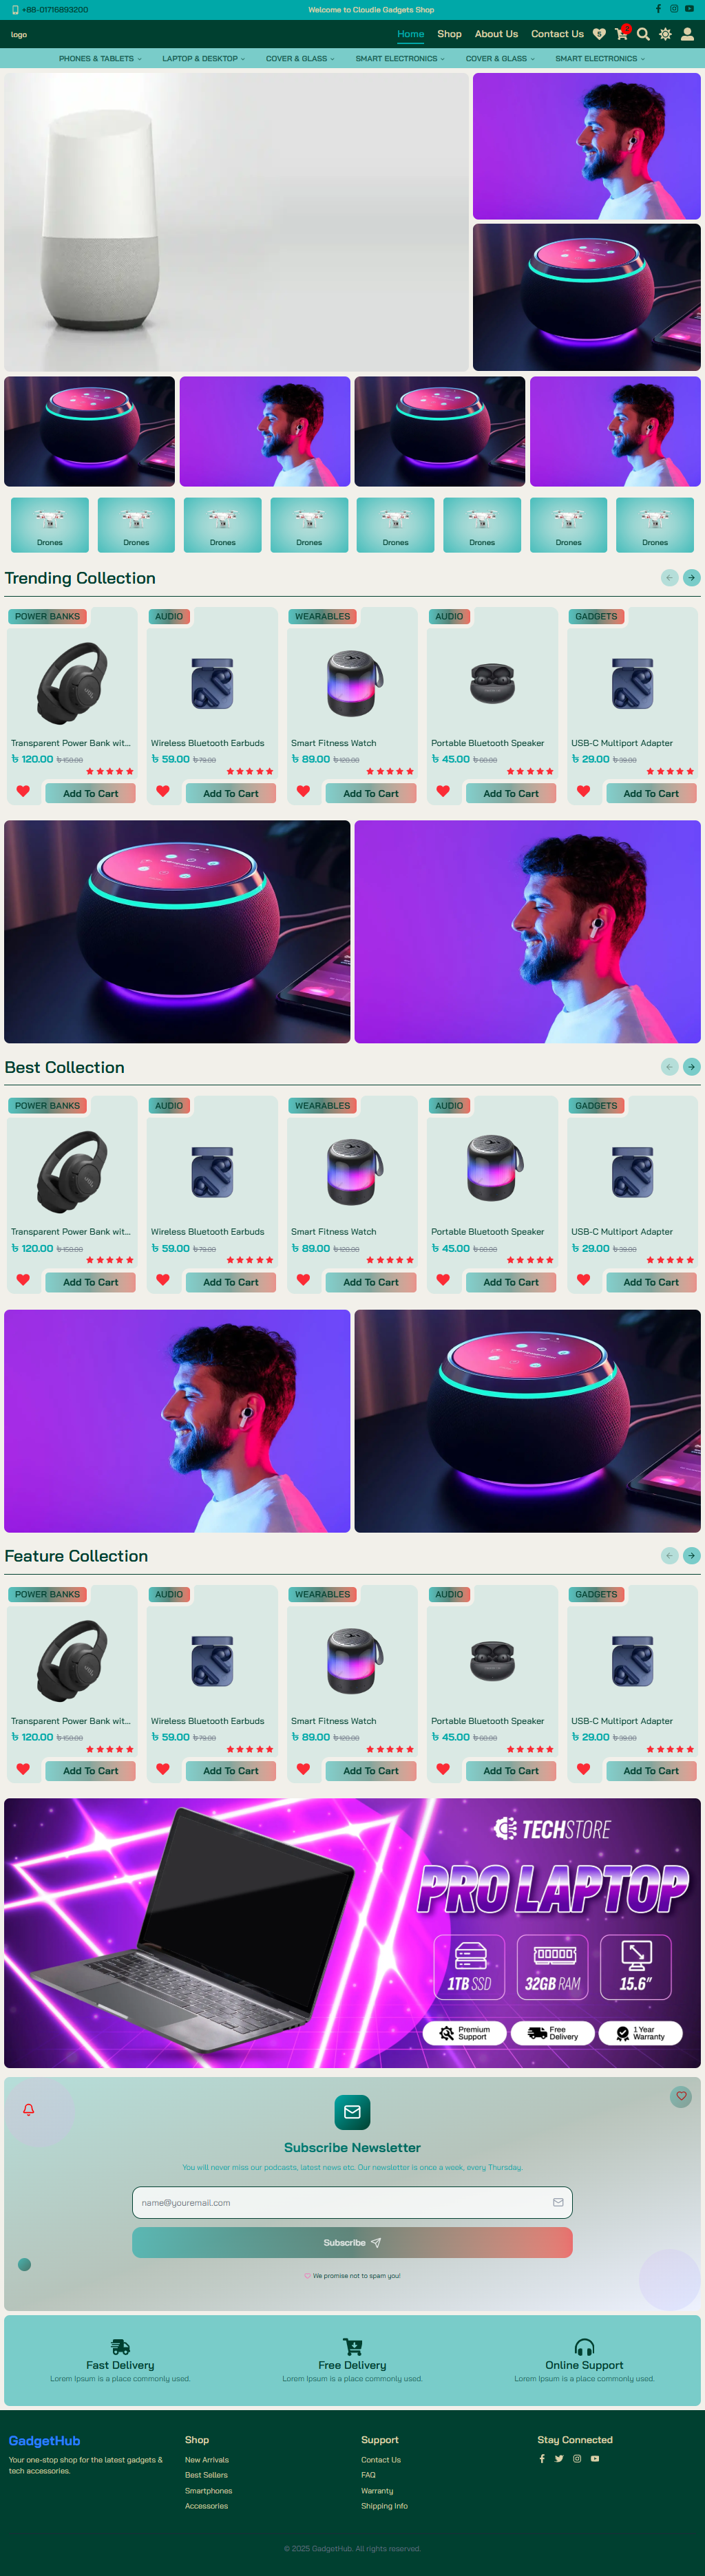 +88-01716893200
Welcome to Cloudie Gadgets Shop
logo
Home
Shop
About Us
Contact Us
PHONES & TABLETS
LAPTOP & DESKTOP
COVER & GLASS
SMART ELECTRONICS
COVER & GLASS
SMART ELECTRONICS
Drones
Drones
Drones
Drones
Drones
Drones
Drones
Drones
Trending Collection
POWER BANKS
AUDIO
WEARABLES
AUDIO
GADGETS
Transparent Power Bank wit...
Wireless Bluetooth Earbuds
Smart Fitness Watch
Portable Bluetooth Speaker
USB-C Multiport Adapter
৳ 120.00 ৳ 150.00
৳ 59.00 ৳ 79.00
৳ 89.00 ৳ 120.00
৳ 45.00 ৳ 60.00
৳ 29.00 ৳ 39.00
Add To Cart
Add To Cart
Add To Cart
Add To Cart
Add To Cart
Best Collection
POWER BANKS
AUDIO
WEARABLES
AUDIO
GADGETS
Transparent Power Bank wit...
Wireless Bluetooth Earbuds
Smart Fitness Watch
Portable Bluetooth Speaker
USB-C Multiport Adapter
৳ 120.00 ৳ 150.00
৳ 59.00 ৳ 79.00
৳ 89.00 ৳ 120.00
৳ 45.00 ৳ 60.00
৳ 29.00 ৳ 39.00
Add To Cart
Add To Cart
Add To Cart
Add To Cart
Add To Cart
Feature Collection
POWER BANKS
AUDIO
WEARABLES
AUDIO
GADGETS
Transparent Power Bank wit...
Wireless Bluetooth Earbuds
Smart Fitness Watch
Portable Bluetooth Speaker
USB-C Multiport Adapter
৳ 120.00 ৳ 150.00
৳ 59.00 ৳ 79.00
৳ 89.00 ৳ 120.00
৳ 45.00 ৳ 60.00
৳ 29.00 ৳ 39.00
Add To Cart
Add To Cart
Add To Cart
Add To Cart
Add To Cart
TECHSTORE
PRO LAPTOP
1TB SSD
32GB RAM
15.6"
Premium Support
Free Delivery
1 Year Warranty
Subscribe Newsletter
You will never miss our podcasts, latest news etc. Our newsletter is once a week, every Thursday.
name@youremail.com
Subscribe
We promise not to spam you!
Fast Delivery
Lorem Ipsum is a place commonly used.
Free Delivery
Lorem Ipsum is a place commonly used.
Online Support
Lorem Ipsum is a place commonly used.
GadgetHub
Your one-stop shop for the latest gadgets &
tech accessories.
Shop
New Arrivals
Best Sellers
Smartphones
Accessories
Support
Contact Us
FAQ
Warranty
Shipping Info
Stay Connected
© 2025 GadgetHub. All rights reserved.